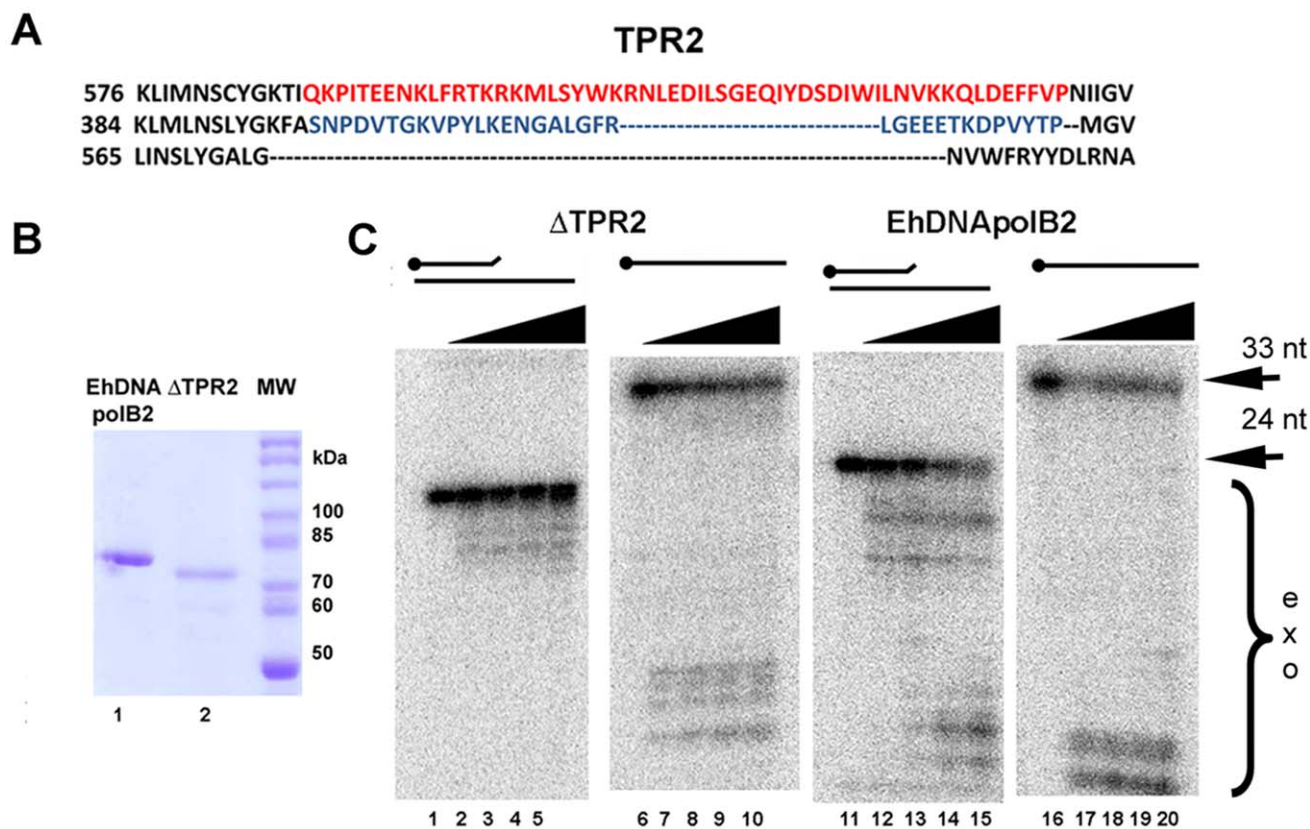 A
TPR2
576 KLIMNSCYGKTIQKPITEENKLFRTKRKMLSYWKRNLEDILSGEQIYDSDIWILNVKKQLDEFFVPNIIGV
384 KLMLNSLYGKFASNPDVTGKVPYLKENGALGFR----------------------------LGEEETKDPVYTP--MGV
565 LINSLYGALG------------------------------------------------------------------------NVWFRYYDLRNA
B
C
ΔTPR2
EhDNApolB2
EhDNA ΔTPR2 MW
polB2
kDa
100
85
70
60
50
1 2
33 nt
24 nt
exo
1 2 3 4 5 6 7 8 9 10 11 12 13 14 15 16 17 18 19 20